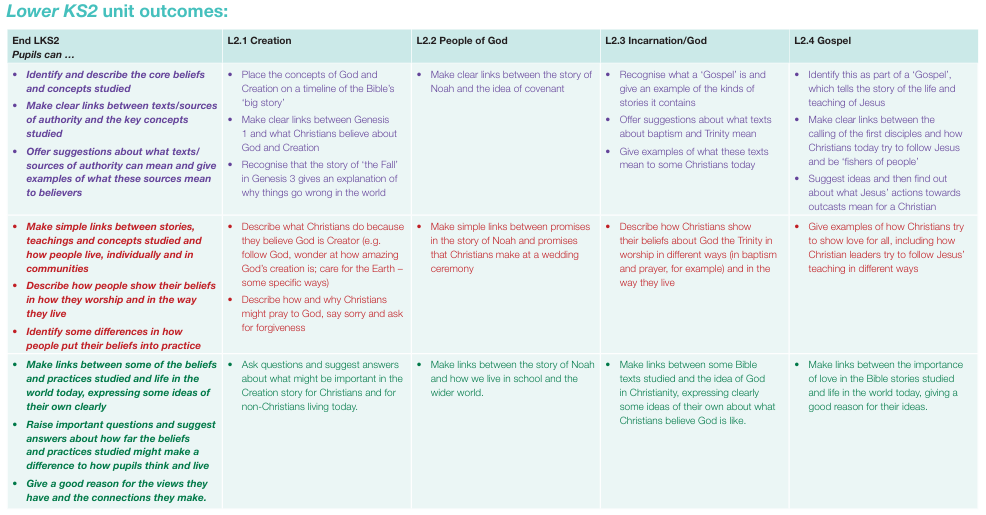 Lower KS2 unit outcomes:
End LKS2
Pupils can …
L2.1 Creation
L2.2 People of God
L2.3 Incarnation/God
L2.4 Gospel
• Identify and describe the core beliefs
and concepts studied
• Make clear links between texts/sources
of authority and the key concepts
studied
• Offer suggestions about what texts/
sources of authority can mean and give
examples of what these sources mean
to believers
• Place the concepts of God and
Creation on a timeline of the Bible's
'big story'
• Make clear links between Genesis
1 and what Christians believe about
God and Creation
• Recognise that the story of 'the Fall'
in Genesis 3 gives an explanation of
why things go wrong in the world
• Make clear links between the story of
Noah and the idea of covenant
• Recognise what a 'Gospel' is and
give an example of the kinds of
stories it contains
• Offer suggestions about what texts
about baptism and Trinity mean
• Give examples of what these texts
mean to some Christians today
• Identify this as part of a 'Gospel',
which tells the story of the life and
teaching of Jesus
• Make clear links between the
calling of the first disciples and how
Christians today try to follow Jesus
and be 'fishers of people'
• Suggest ideas and then find out
about what Jesus' actions towards
outcasts mean for a Christian
• Make simple links between stories,
teachings and concepts studied and
how people live, individually and in
communities
• Describe how people show their beliefs
in how they worship and in the way
they live
• Identify some differences in how
people put their beliefs into practice
• Describe what Christians do because
they believe God is Creator (e.g.
follow God, wonder at how amazing
God's creation is; care for the Earth –
some specific ways)
• Describe how and why Christians
might pray to God, say sorry and ask
for forgiveness
• Make simple links between promises
in the story of Noah and promises
that Christians make at a wedding
ceremony
• Describe how Christians show
their beliefs about God the Trinity in
worship in different ways (in baptism
and prayer, for example) and in the
way they live
• Give examples of how Christians try
to show love for all, including how
Christian leaders try to follow Jesus'
teaching in different ways
• Make links between some of the beliefs
and practices studied and life in the
world today, expressing some ideas of
their own clearly
• Raise important questions and suggest
answers about how far the beliefs
and practices studied might make a
difference to how pupils think and live
• Give a good reason for the views they
have and the connections they make.
• Ask questions and suggest answers
about what might be important in the
Creation story for Christians and for
non-Christians living today.
• Make links between the story of Noah
and how we live in school and the
wider world.
• Make links between some Bible
texts studied and the idea of God
in Christianity, expressing clearly
some ideas of their own about what
Christians believe God is like.
• Make links between the importance
of love in the Bible stories studied
and life in the world today, giving a
good reason for their ideas.